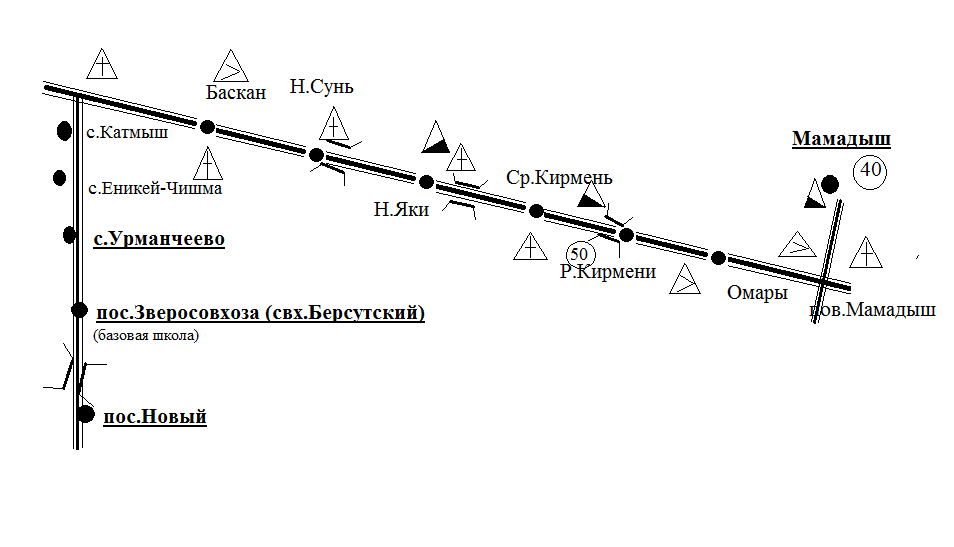 Баскан
Н.Сунь
с.Катмыш
Мамадыш
40
с.Еникей-Чишма
Ср.Кирмень
Н.Яки
с.Урманчеево
50
Р.Кирмени
Омары
пов.Мамадыш
пос.Зверосовхоза (свх.Берсутский)
(базовая школа)
пос.Новый